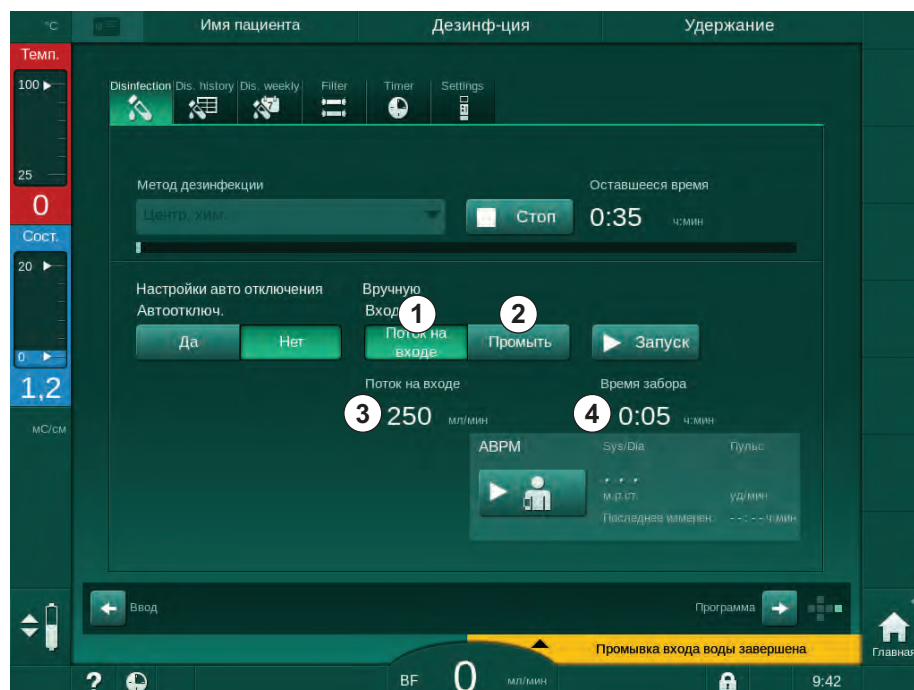 °C Имя пациента Дезинф-ция Удержание
Темп.
100
25
0
Сост.
20
0
1,2
мС/см
Disinfection Dis. history Dis. weekly Filter Timer Settings
7
Метод дезинфекции Оставшееся время
Центр. хим. Стоп 0:35 ч:мин
Настройки авто отключения Вручную
Автоотключ. Вход 1 2
Да Нет Поток на входе Промыть Запуск
Поток на входе Время забора
3 250 мл/мин 4 0:05 ч:мин
ABPM Sys/Dia Пульс
м.р.ст. уд/мин
Последнее измерен. --:-- ч:мин
Ввод Программа
Главная
Промывка входа воды завершена
? BF 0 мл/мин 9:42